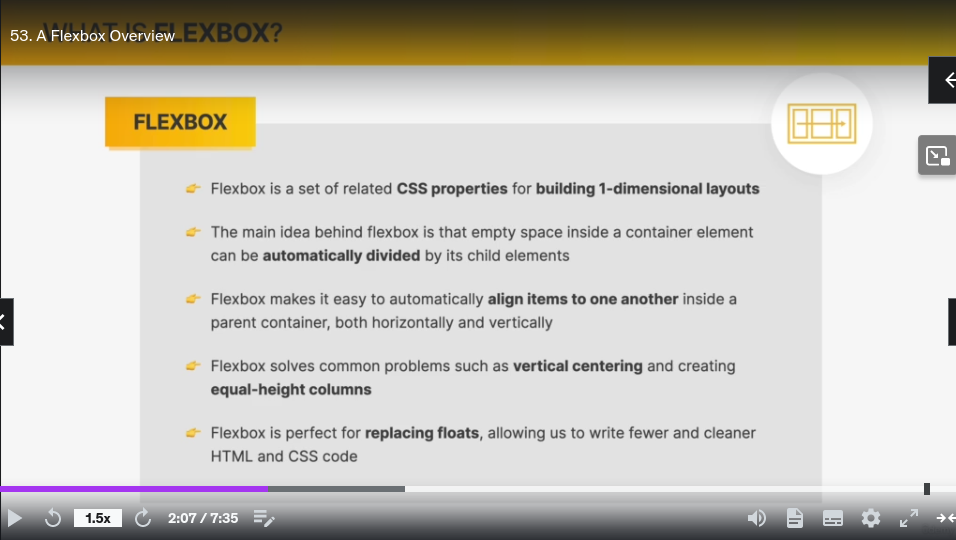 WHAT IS FLEXBOX?
53. A Flexbox Overview
FLEXBOX
Flexbox is a set of related CSS properties for building 1-dimensional layouts
The main idea behind flexbox is that empty space inside a container element
can be automatically divided by its child elements
Flexbox makes it easy to automatically align items to one another inside a
parent container, both horizontally and vertically
Flexbox solves common problems such as vertical centering and creating
equal-height columns
Flexbox is perfect for replacing floats, allowing us to write fewer and cleaner
HTML and CSS code
1.5x
2:07 / 7:35